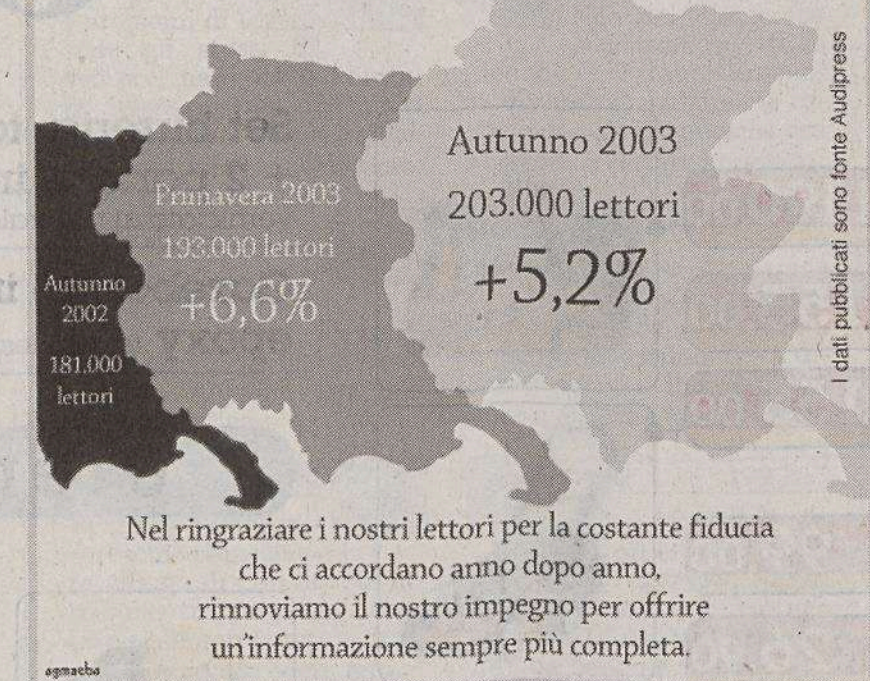 Autunno
2002
181.000
lettori
Primavera 2003
193.000 lettori
+6,6%
Autunno 2003
203.000 lettori
+5,2%
I dati pubblicati sono fonte Audipress
Nel ringraziare i nostri lettori per la costante fiducia
che ci accordano anno dopo anno,
rinnoviamo il nostro impegno per offrire
un'informazione sempre più completa.